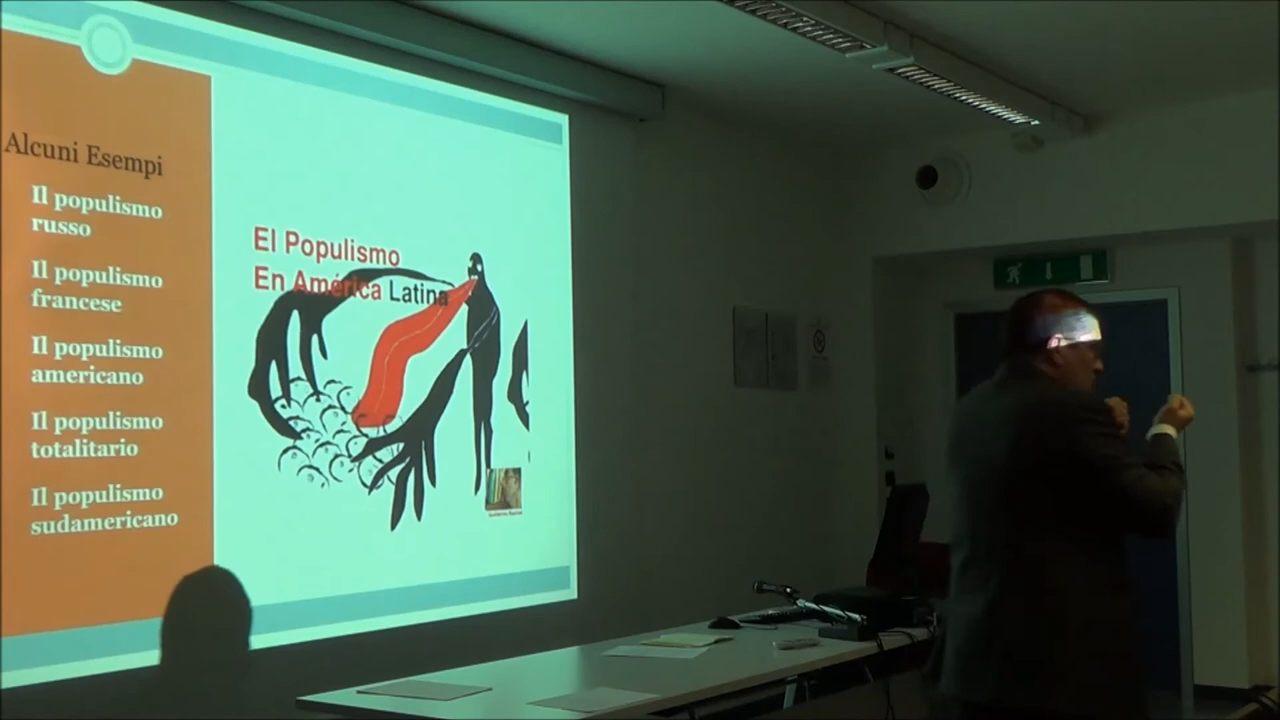 Alcuni Esempi
Il populismo
russo
Il populismo
francese
Il populismo
americano
Il populismo
totalitario
Il populismo
sudamericano
El Populismo
En América Latina